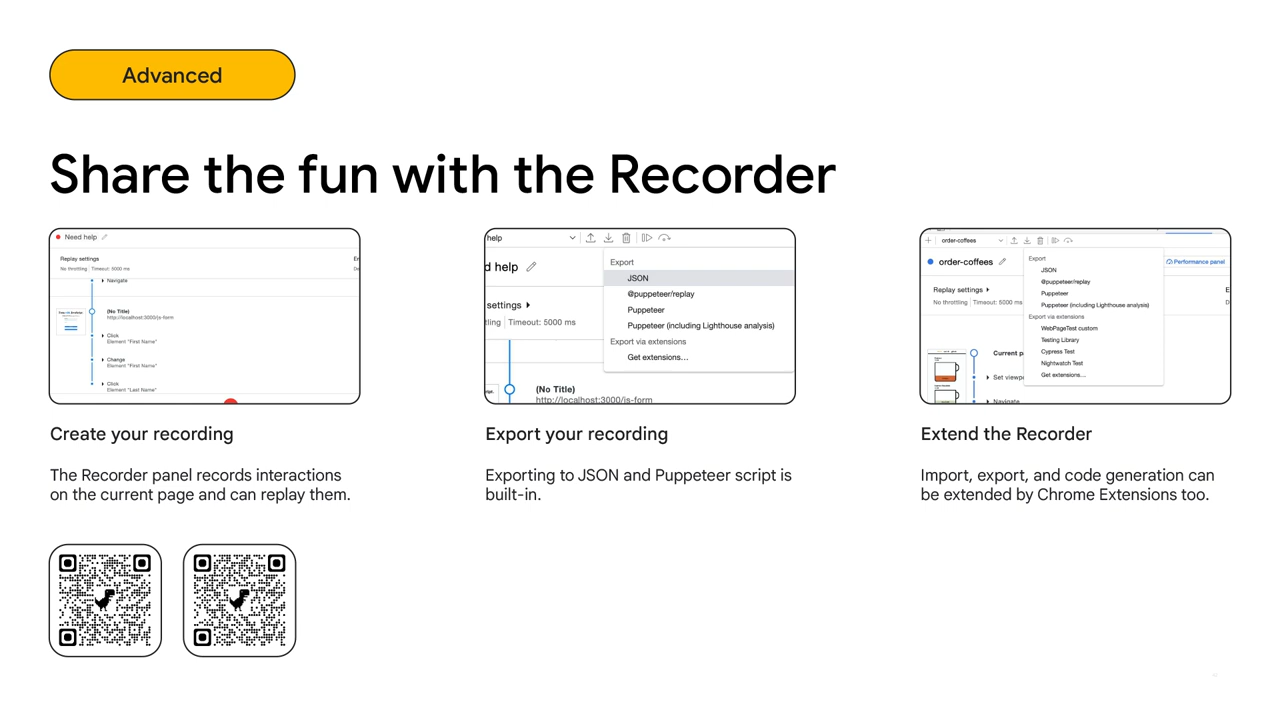 Advanced
Share the fun with the Recorder
Need help
Replay settings
No throttling Timeout: 5000 ms
Navigate
(No Title)
http://localhost:3000/js-form
Click
Element "First Name"
Change
Element "First Name"
Click
Element "Last Name"
help
d help
settings
Timeout: 5000 ms
Export
JSON
@puppeteer/replay
Puppeteer
Puppeteer (including Lighthouse analysis)
Export via extensions
Get extensions…
(No Title)
http://localhost:3000/js-form
order-coffees
order-coffees
Performance panel
Replay settings
No throttling Timeout: 5000 ms
Export
JSON
@puppeteer/replay
Puppeteer
Puppeteer (including Lighthouse analysis)
Export via extensions
WebPageTest custom
Testing Library
Cypress Test
Nightwatch Test
Get extensions…
Current p
Set viewp
Navigate
Create your recording
The Recorder panel records interactions
on the current page and can replay them.
Export your recording
Exporting to JSON and Puppeteer script is
built-in.
Extend the Recorder
Import, export, and code generation can
be extended by Chrome Extensions too.